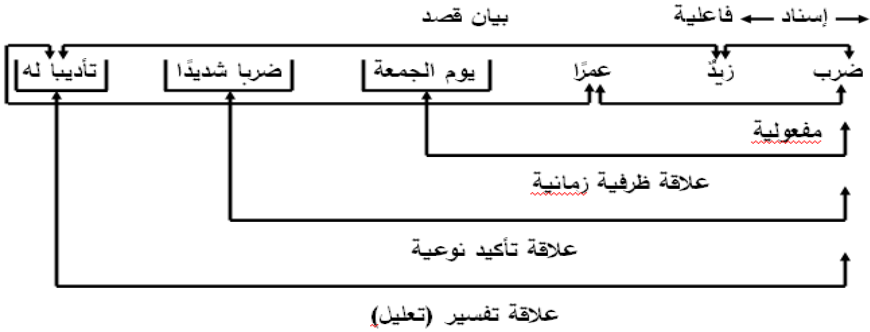 إسناد فاعلية بيان قصد
ضرب زيدٌ عمرًا يوم الجمعة ضربا شديدًا تأديبا له
مفعولية
علاقة ظرفية زمانية
علاقة تأكيد نوعية
علاقة تفسير (تعليل)